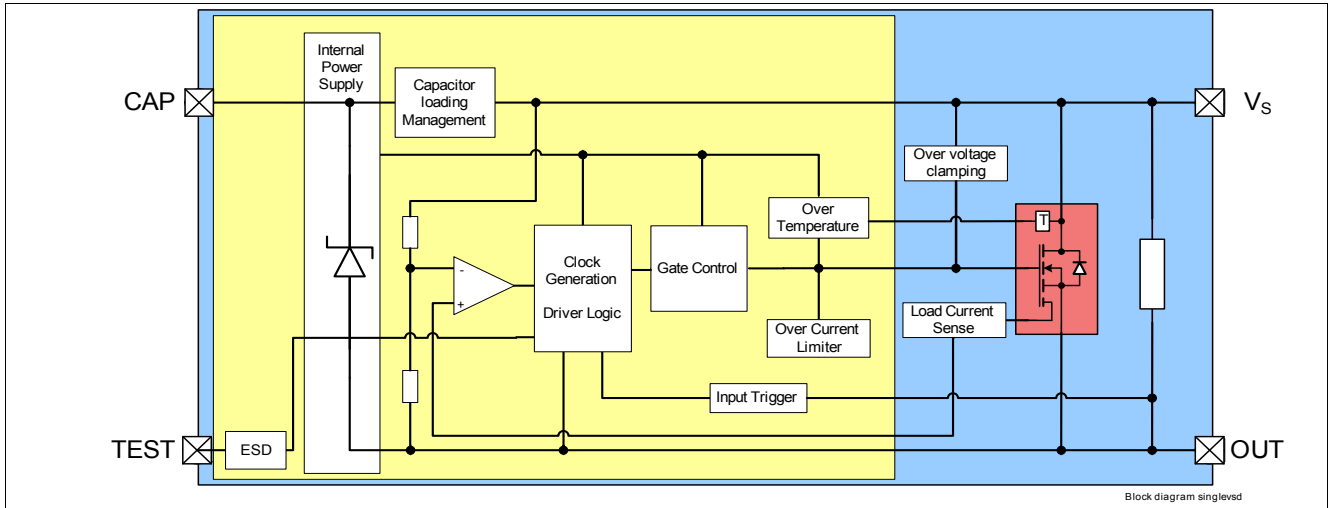 Internal
Power
Supply
CAP
Capacitor
loading
Management
V_S
Over voltage
clamping
Over
Temperature
T
Clock
Generation
Driver Logic
Gate Control
-
+
Load Current
Sense
Over Current
Limiter
Input Trigger
TEST
ESD
OUT
Block diagram singlevsd